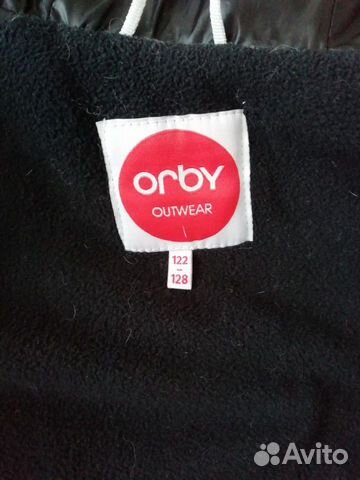 orby
OUTWEAR
122
–
128
Avito